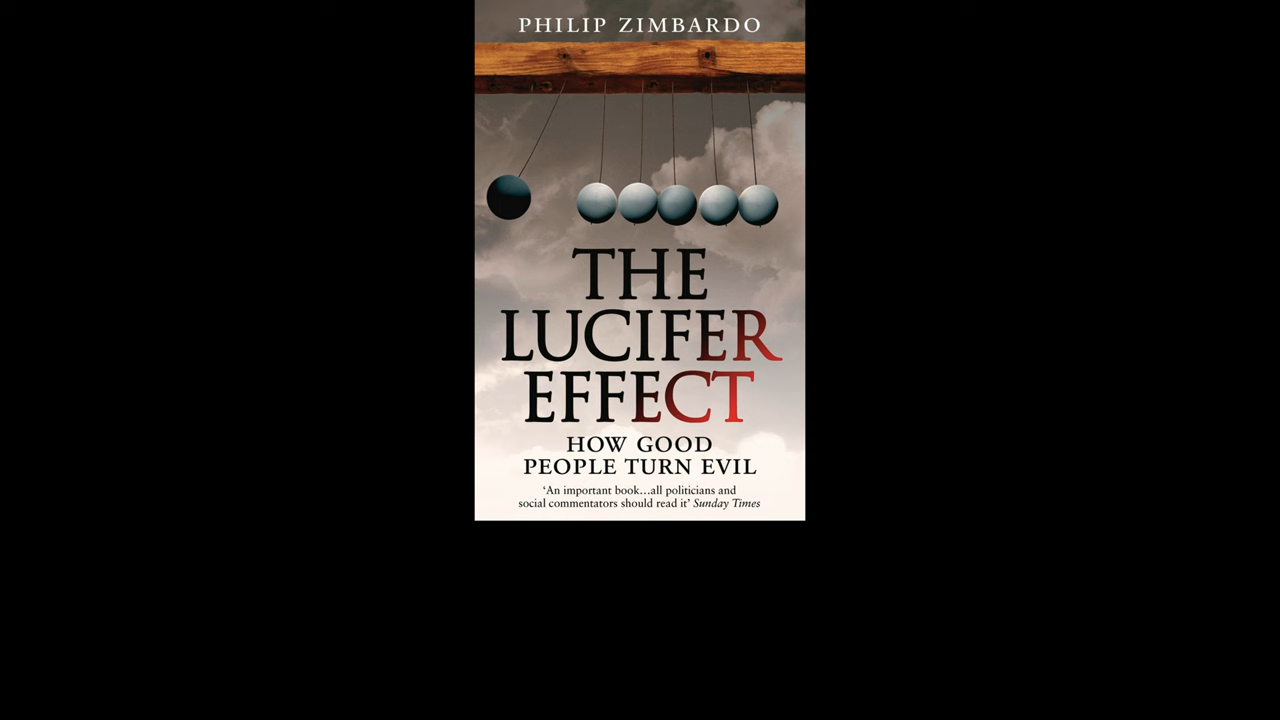 PHILIP ZIMBARDO
THE
LUCIFER
EFFECT
HOW GOOD
PEOPLE TURN EVIL
‘An important book...all politicians and
social commentators should read it’ Sunday Times